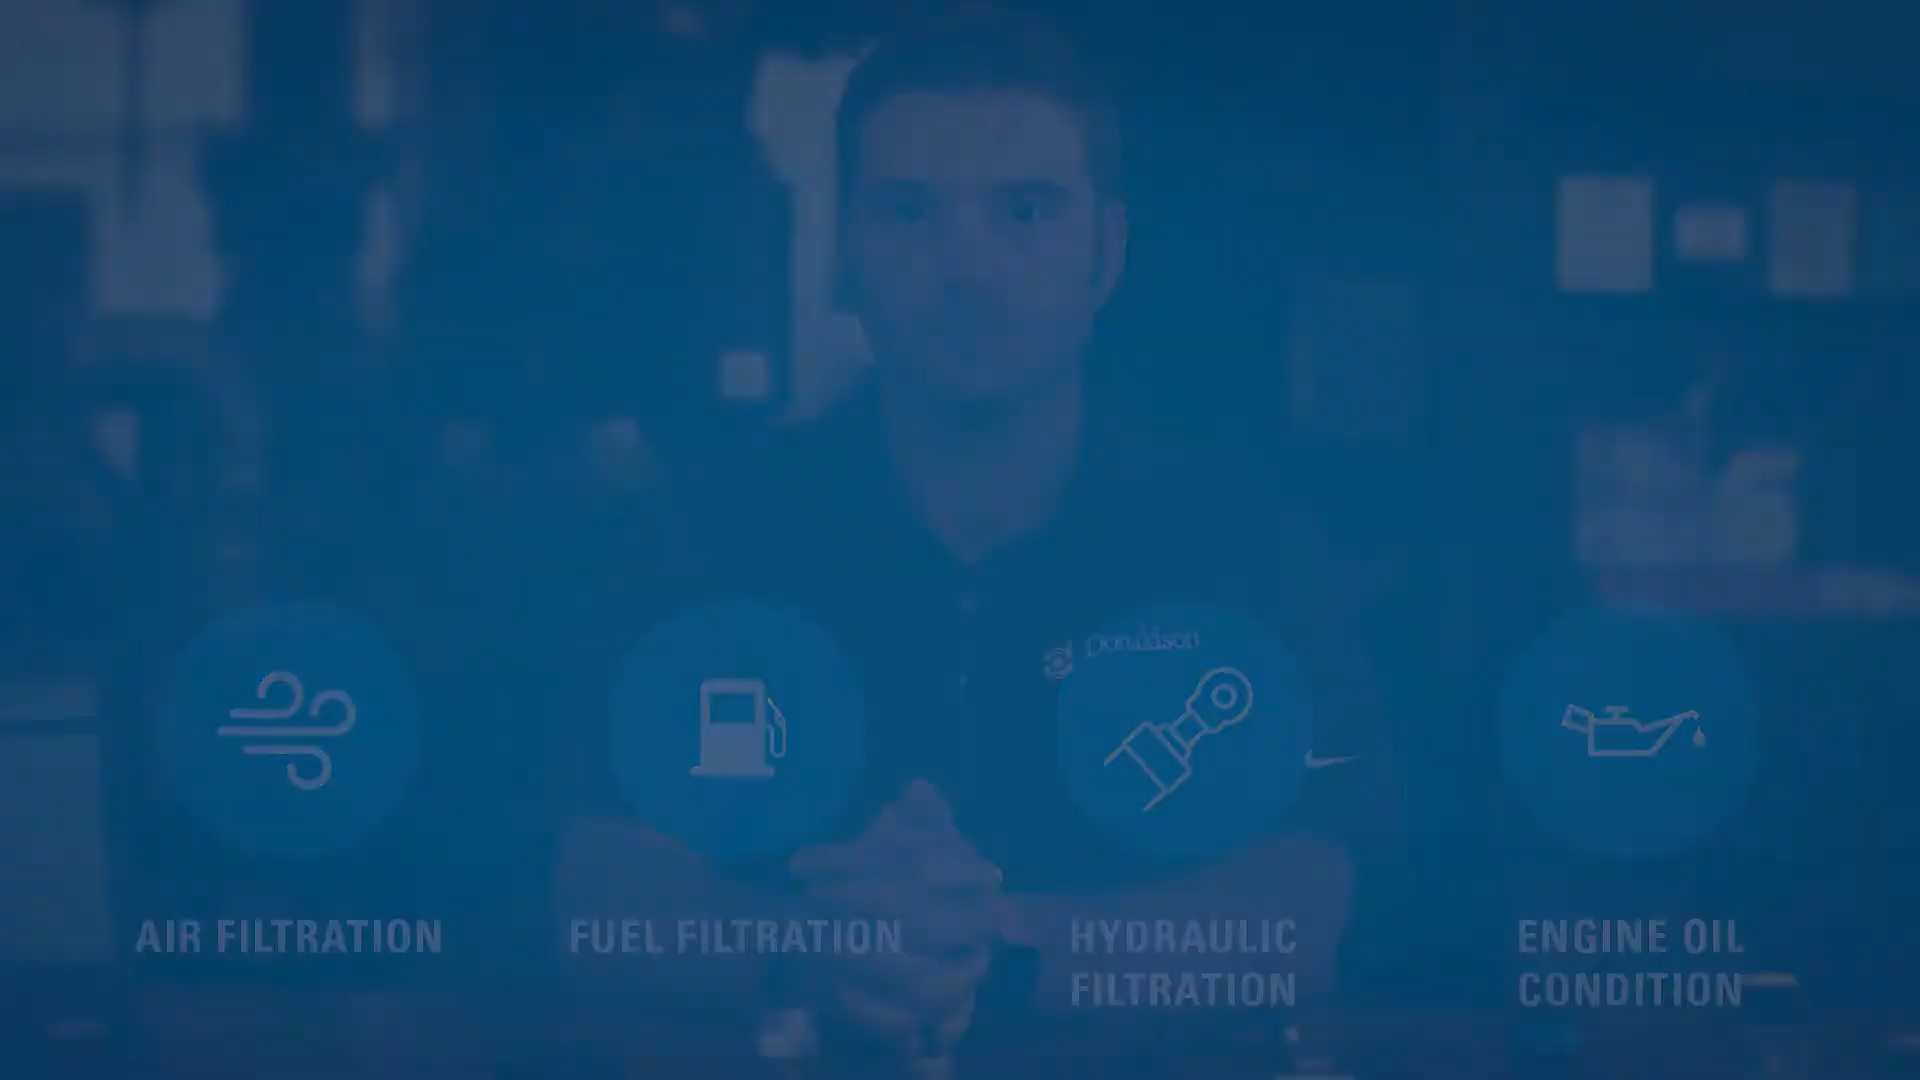 Donaldson
AIR FILTRATION
FUEL FILTRATION
HYDRAULIC
FILTRATION
ENGINE OIL
CONDITION